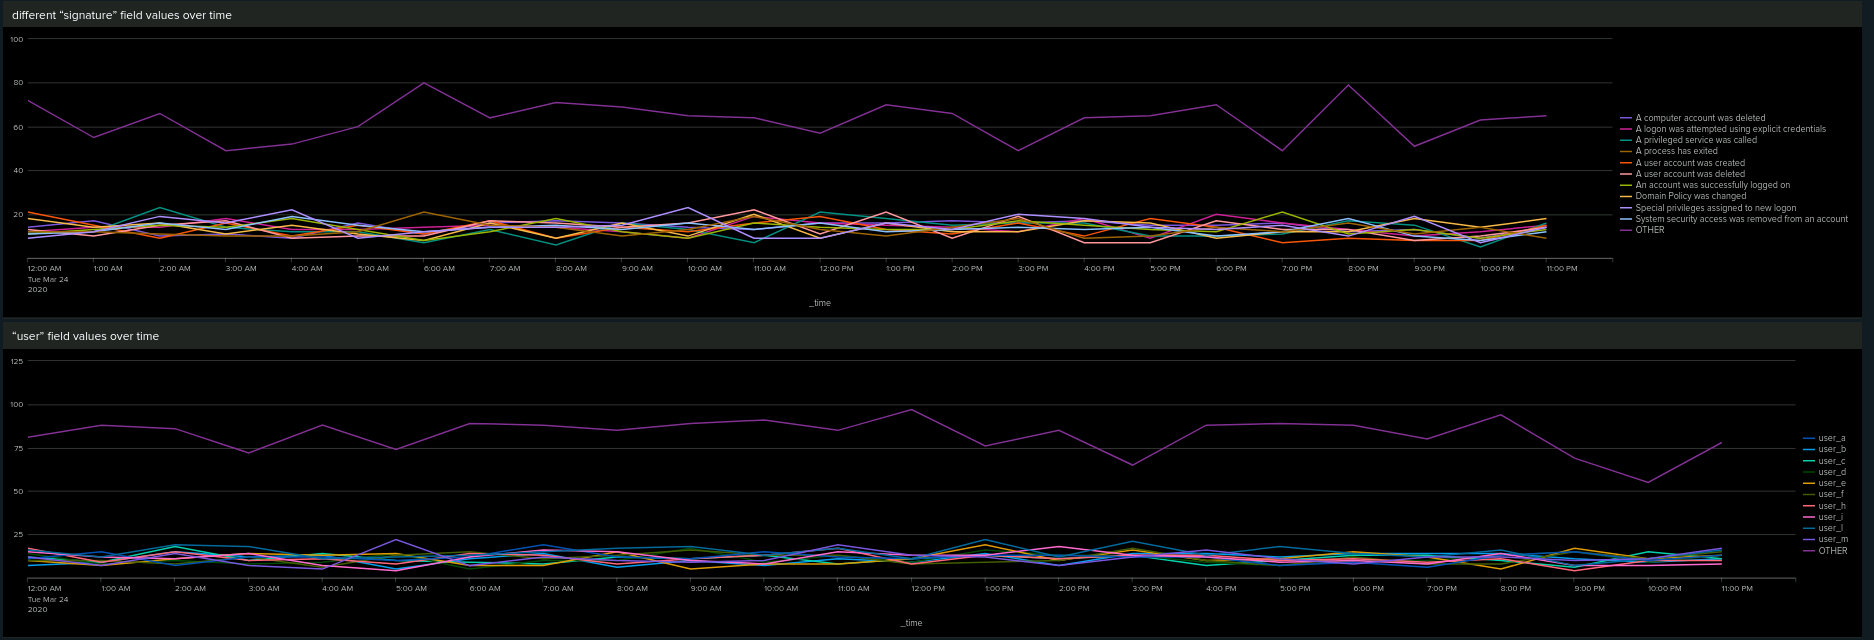 different “signature” field values over time
100
80
60
40
20
12:00 AM 1:00 AM 2:00 AM 3:00 AM 4:00 AM 5:00 AM 6:00 AM 7:00 AM 8:00 AM 9:00 AM 10:00 AM 11:00 AM 12:00 PM 1:00 PM 2:00 PM 3:00 PM 4:00 PM 5:00 PM 6:00 PM 7:00 PM 8:00 PM 9:00 PM 10:00 PM 11:00 PM
Tue Mar 24
2020
_time
A computer account was deleted
A logon was attempted using explicit credentials
A privileged service was called
A process has exited
A user account was created
A user account was deleted
An account was successfully logged on
Domain Policy was changed
Special privileges assigned to new logon
System security access was removed from an account
OTHER
“user” field values over time
125
100
75
50
25
12:00 AM 1:00 AM 2:00 AM 3:00 AM 4:00 AM 5:00 AM 6:00 AM 7:00 AM 8:00 AM 9:00 AM 10:00 AM 11:00 AM 12:00 PM 1:00 PM 2:00 PM 3:00 PM 4:00 PM 5:00 PM 6:00 PM 7:00 PM 8:00 PM 9:00 PM 10:00 PM 11:00 PM
Tue Mar 24
2020
_time
user_a
user_b
user_c
user_d
user_e
user_f
user_h
user_i
user_l
user_m
OTHER